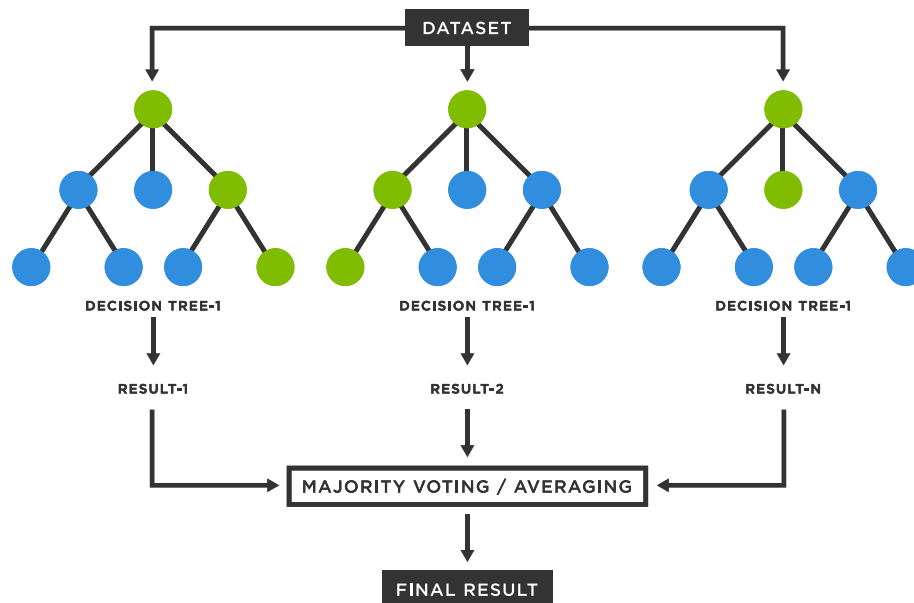 DATASET
DECISION TREE-1
DECISION TREE-1
DECISION TREE-1
RESULT-1
RESULT-2
RESULT-N
MAJORITY VOTING / AVERAGING
FINAL RESULT